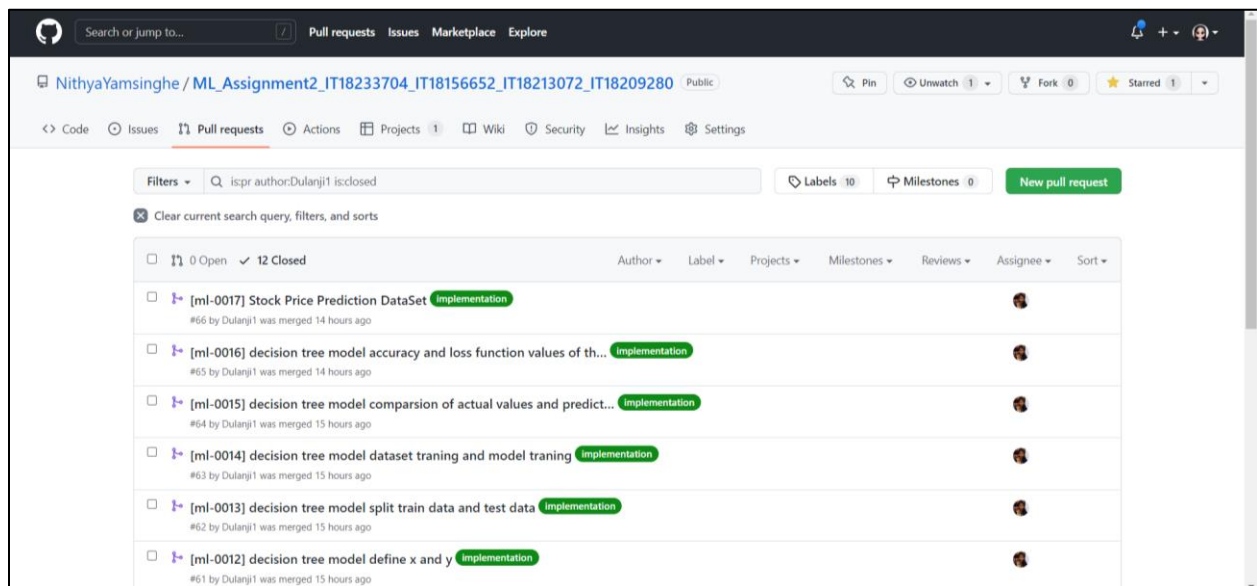 Search or jump to... / Pull requests Issues Marketplace Explore
NithyaYamsinghe / ML_Assignment2_IT18233704_IT18156652_IT18213072_IT18209280 Public Pin Unwatch 1 Fork 0 Starred 1
Code Issues Pull requests Actions Projects 1 Wiki Security Insights Settings
Filters is:pr author:Dulanji1 is:closed Labels 10 Milestones 0 New pull request
Clear current search query, filters, and sorts
0 Open 12 Closed Author Label Projects Milestones Reviews Assignee Sort
[ml-0017] Stock Price Prediction DataSet implementation
#66 by Dulanji1 was merged 14 hours ago
[ml-0016] decision tree model accuracy and loss function values of th... implementation
#65 by Dulanji1 was merged 14 hours ago
[ml-0015] decision tree model comparsion of actual values and predict... implementation
#64 by Dulanji1 was merged 15 hours ago
[ml-0014] decision tree model dataset traning and model traning implementation
#63 by Dulanji1 was merged 15 hours ago
[ml-0013] decision tree model split train data and test data implementation
#62 by Dulanji1 was merged 15 hours ago
[ml-0012] decision tree model define x and y implementation
#61 by Dulanji1 was merged 15 hours ago